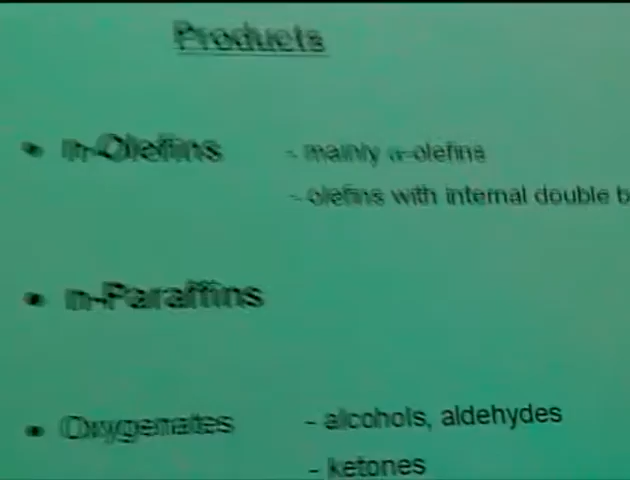 Products
• n-Olefins - mainly α-olefins
- olefins with internal double b
• n-Paraffins
• Oxygenates - alcohols, aldehydes
- ketones